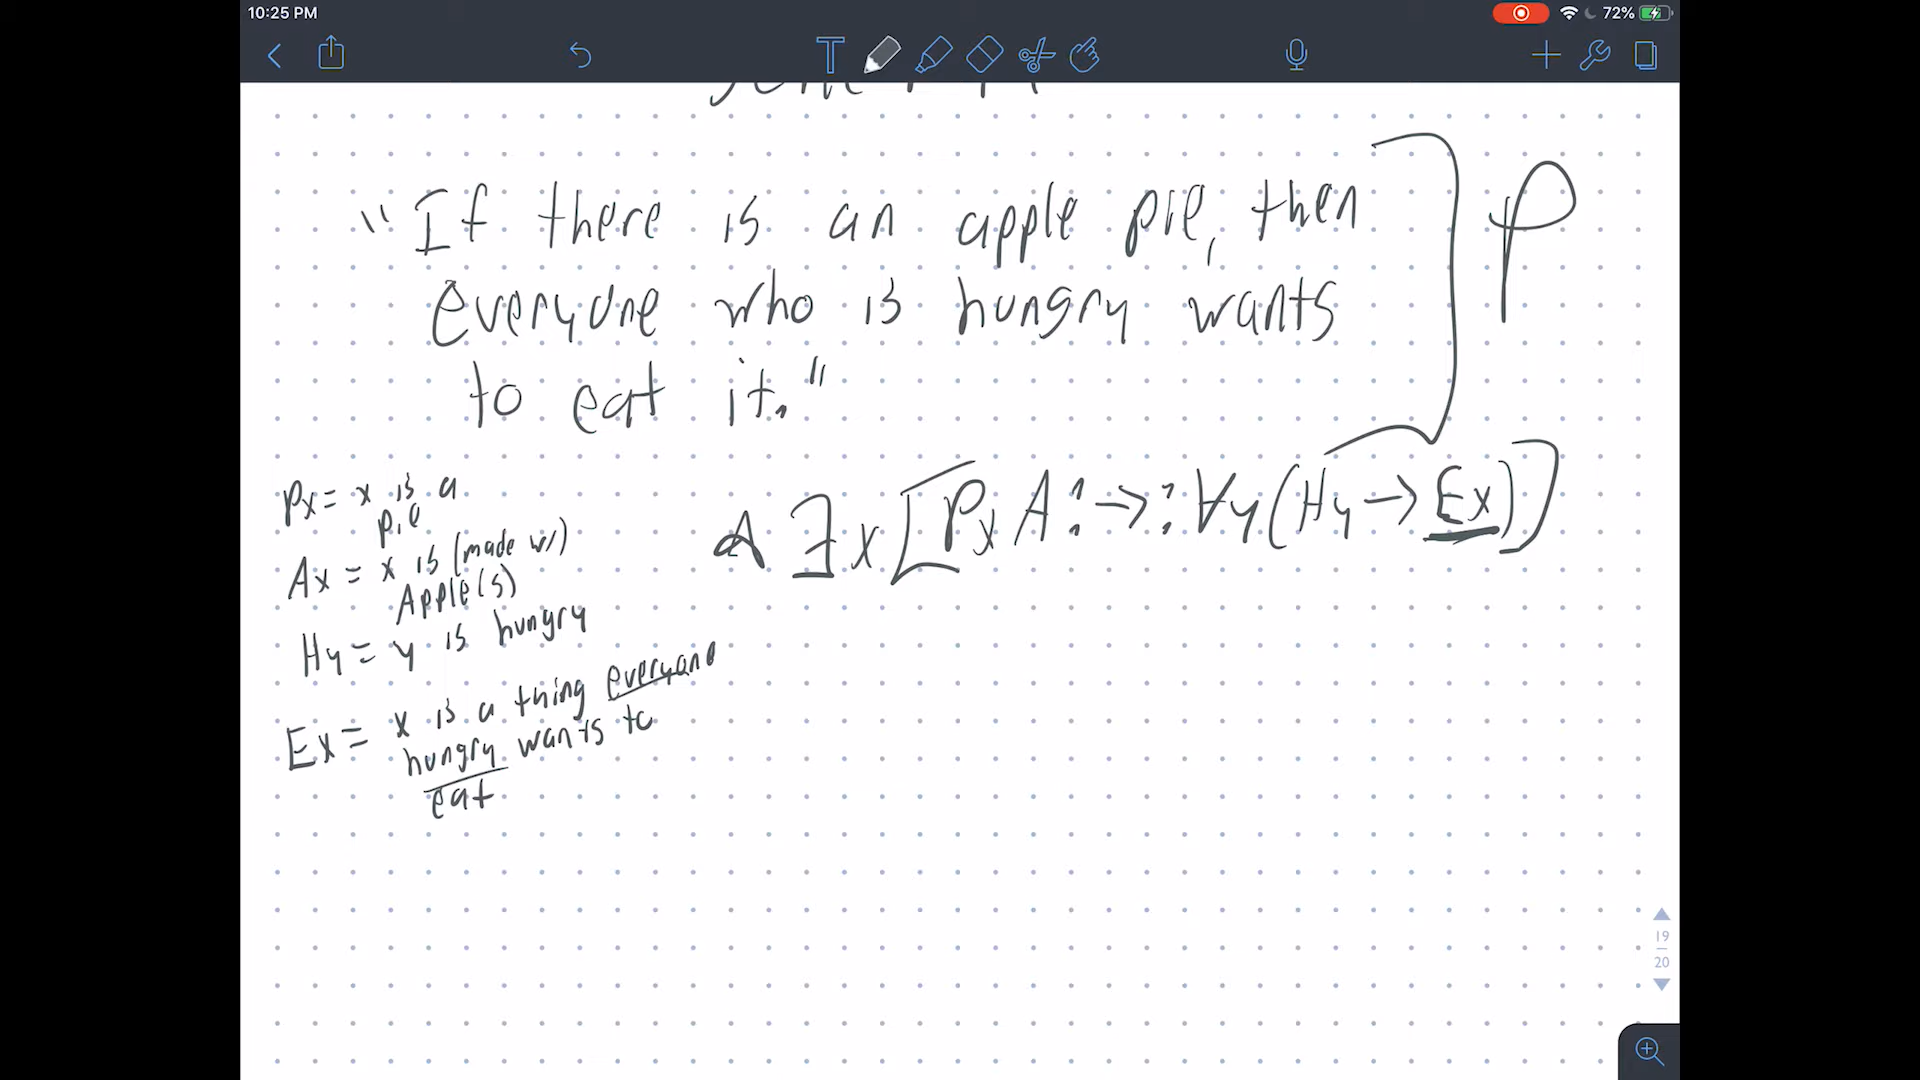 10:25 PM
72%
"If there is an apple pie, then
everyone who is hungry wants
to eat it."
P
Px = x is a
pie
Ax = x is (made w/)
Apple(s)
Hy = y is hungry
Ex = x is a thing everyone
hungry wants to
eat
∃x[Px A:→:∀y(Hy→Ex)]
19
20